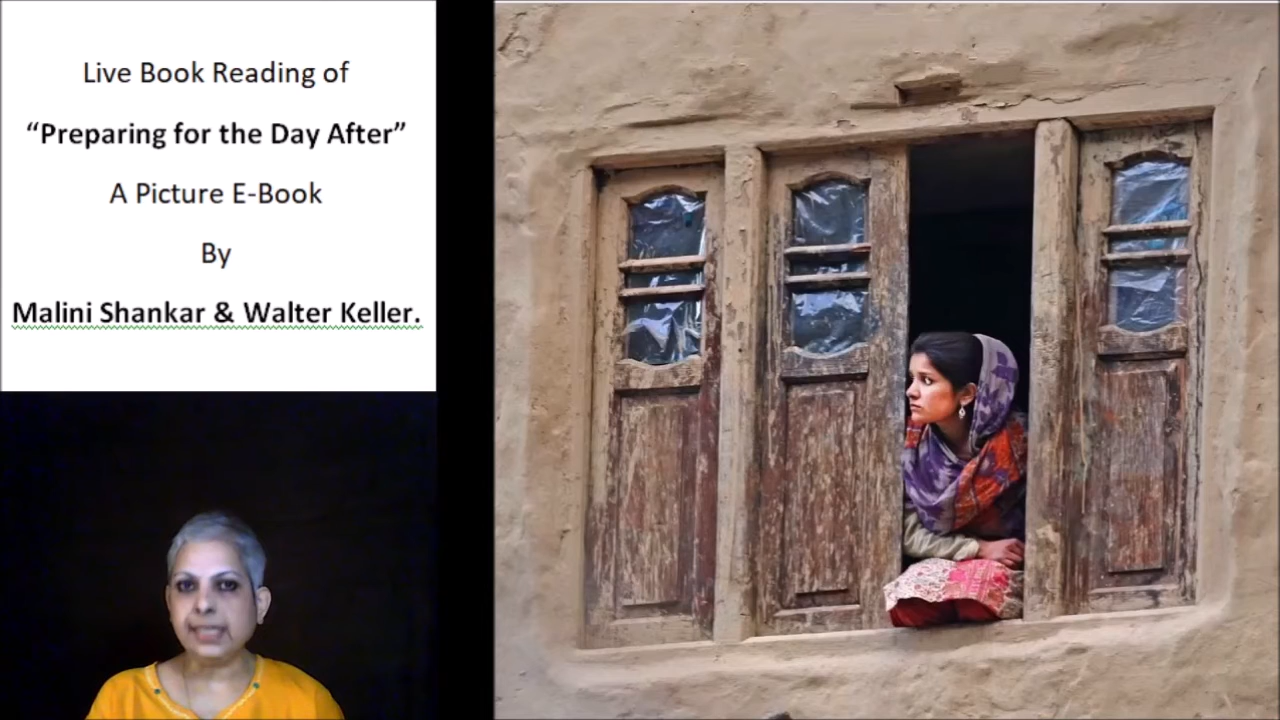 Live Book Reading of
“Preparing for the Day After”
A Picture E-Book
By
Malini Shankar & Walter Keller.